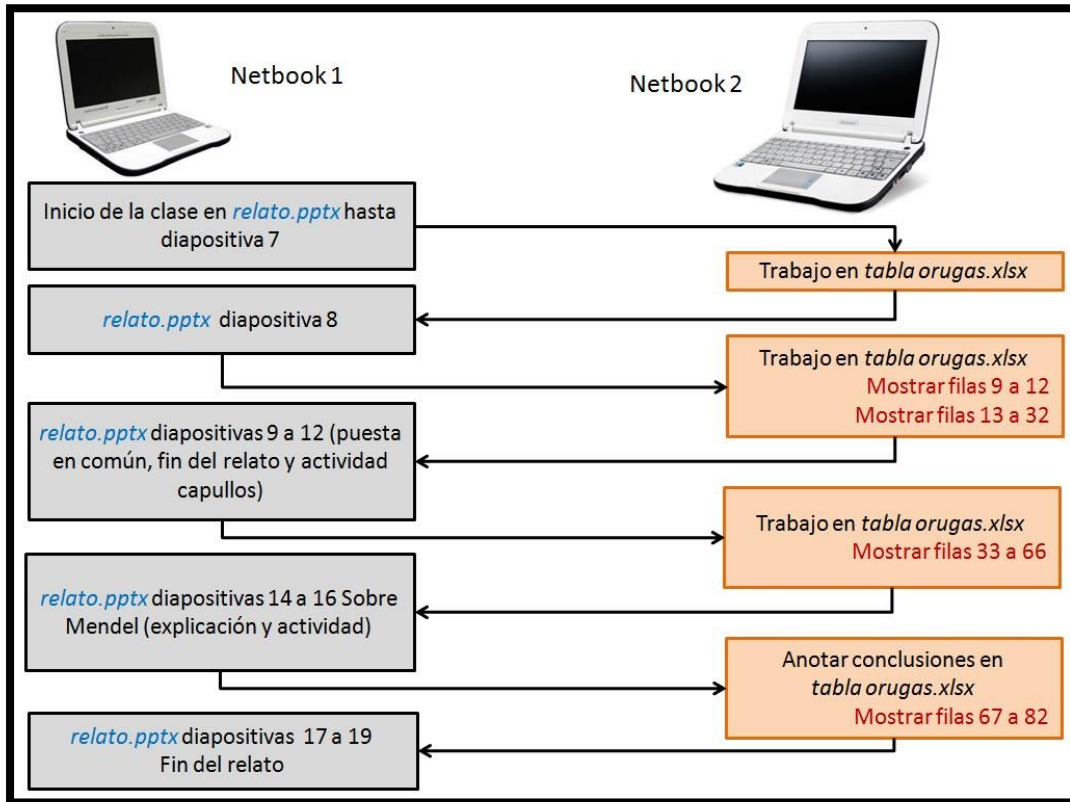 Netbook 1
Netbook 2
Inicio de la clase en relato.pptx hasta
diapositiva 7
Trabajo en tabla orugas.xlsx
relato.pptx diapositiva 8
Trabajo en tabla orugas.xlsx
Mostrar filas 9 a 12
Mostrar filas 13 a 32
relato.pptx diapositivas 9 a 12 (puesta
en común, fin del relato y actividad
capullos)
Trabajo en tabla orugas.xlsx
Mostrar filas 33 a 66
relato.pptx diapositivas 14 a 16 Sobre
Mendel (explicación y actividad)
Anotar conclusiones en
tabla orugas.xlsx
Mostrar filas 67 a 82
relato.pptx diapositivas 17 a 19
Fin del relato